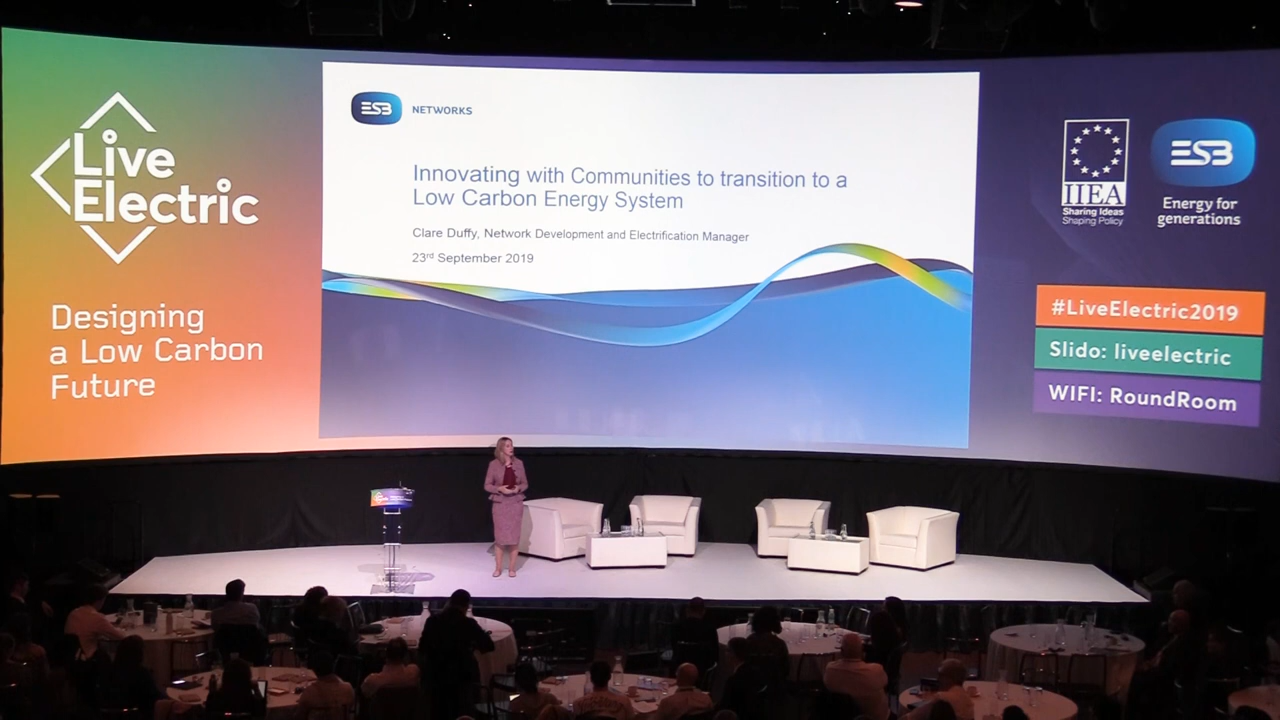 Live
Electric
Designing
a Low Carbon
Future
ESB NETWORKS
Innovating with Communities to transition to a
Low Carbon Energy System
Clare Duffy, Network Development and Electrification Manager
23rd September 2019
IIEA
Sharing Ideas
Shaping Policy
ESB
Energy for
generations
#LiveElectric2019
Slido: liveelectric
WIFI: RoundRoom